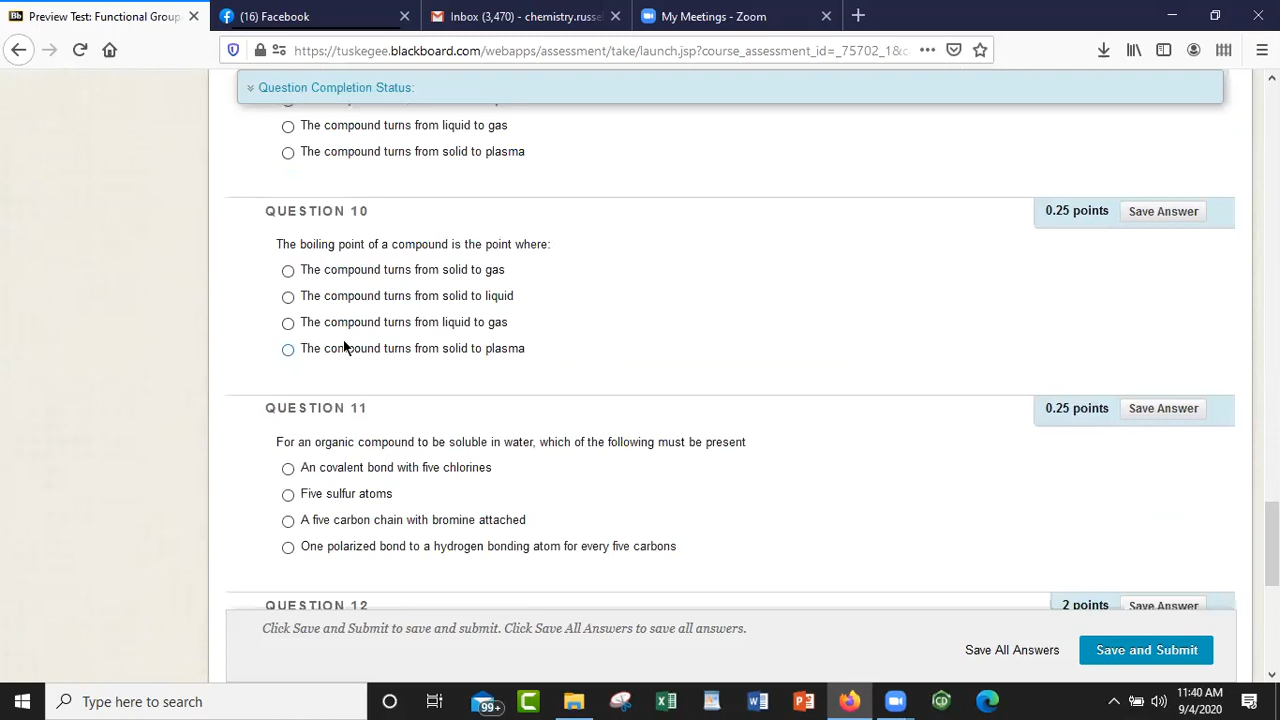 Bb Preview Test: Functional Group
(16) Facebook
Inbox (3,470) - chemistry.russe
My Meetings - Zoom
https://tuskegee.blackboard.com/webapps/assessment/take/launch.jsp?course_assessment_id=_75702_1&c
Question Completion Status:
The compound turns from liquid to gas
The compound turns from solid to plasma
QUESTION 10
0.25 points
Save Answer
The boiling point of a compound is the point where:
The compound turns from solid to gas
The compound turns from solid to liquid
The compound turns from liquid to gas
The compound turns from solid to plasma
QUESTION 11
0.25 points
Save Answer
For an organic compound to be soluble in water, which of the following must be present
An covalent bond with five chlorines
Five sulfur atoms
A five carbon chain with bromine attached
One polarized bond to a hydrogen bonding atom for every five carbons
QUESTION 12
2 points
Save Answer
Click Save and Submit to save and submit. Click Save All Answers to save all answers.
Save All Answers
Save and Submit
Type here to search
99+
11:40 AM
9/4/2020